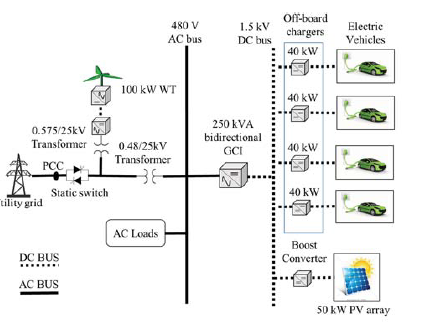 480 V
AC bus
1.5 kV
DC bus
Off-board
chargers
Electric
Vehicles
40 kW
100 kW WT
40 kW
0.575/25kV
Transformer
0.48/25kV
Transformer
250 kVA
bidirectional
GCI
40 kW
PCC
Static switch
tility grid
40 kW
AC Loads
Boost
Converter
DC BUS
AC BUS
50 kW PV array